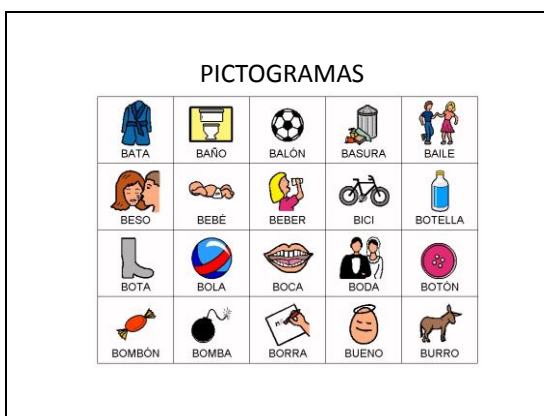 PICTOGRAMAS
BATA BAÑO BALÓN BASURA BAILE
BESO BEBÉ BEBER BICI BOTELLA
BOTA BOLA BOCA BODA BOTÓN
BOMBÓN BOMBA BORRA BUENO BURRO